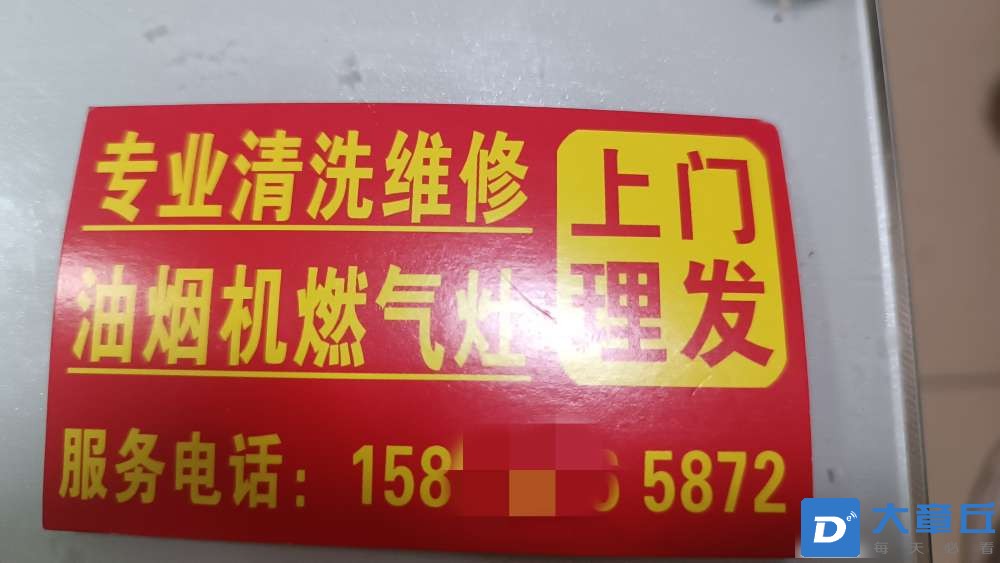 专业清洗维修
油烟机燃气灶
上门
理发
服务电话：158 6 5872
大章丘
每天必看